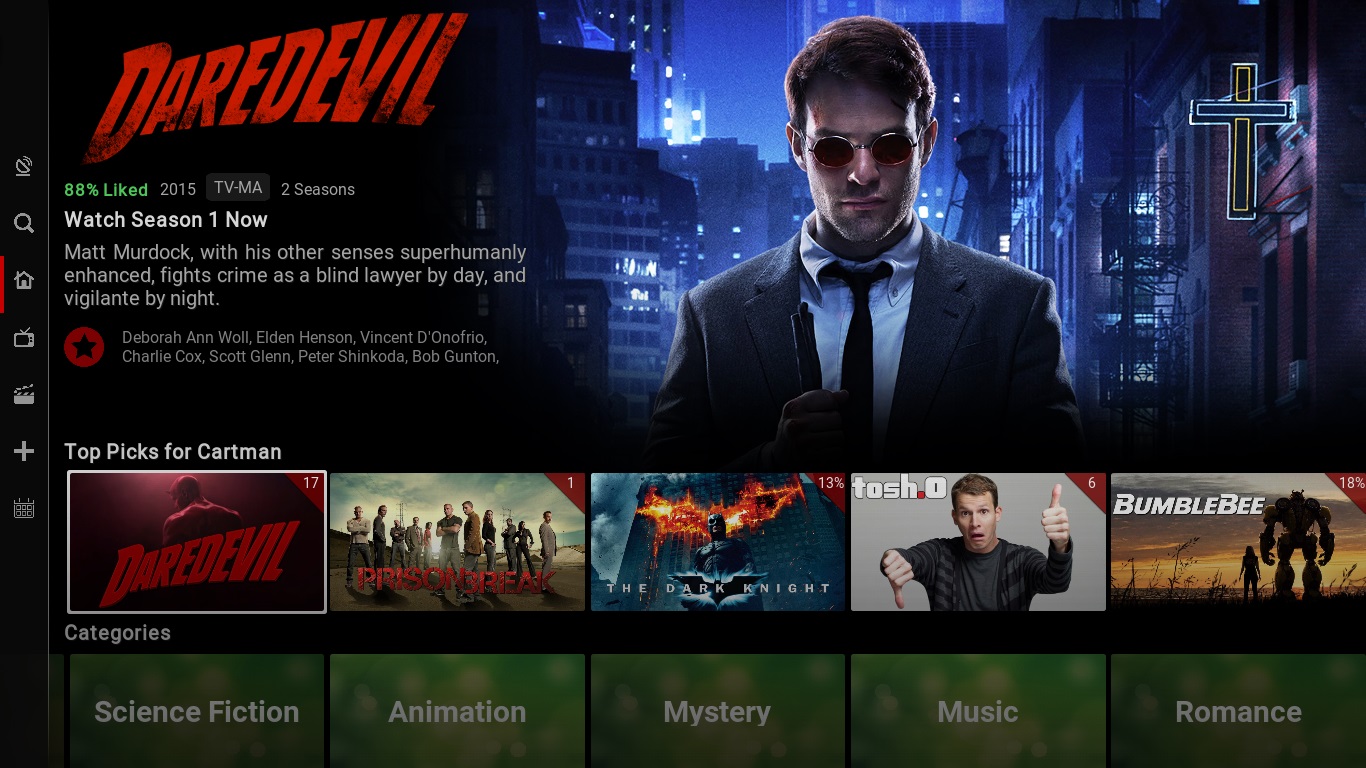 DAREDEVIL
88% Liked 2015 TV-MA 2 Seasons
Watch Season 1 Now
Matt Murdock, with his other senses superhumanly
enhanced, fights crime as a blind lawyer by day, and
vigilante by night.
Deborah Ann Woll, Elden Henson, Vincent D'Onofrio,
Charlie Cox, Scott Glenn, Peter Shinkoda, Bob Gunton,
Top Picks for Cartman
17
DAREDEVIL
1
PRISON BREAK
13%
THE DARK KNIGHT
tosh.0
6
BUMBLEBEE
18%
Categories
Science Fiction
Animation
Mystery
Music
Romance